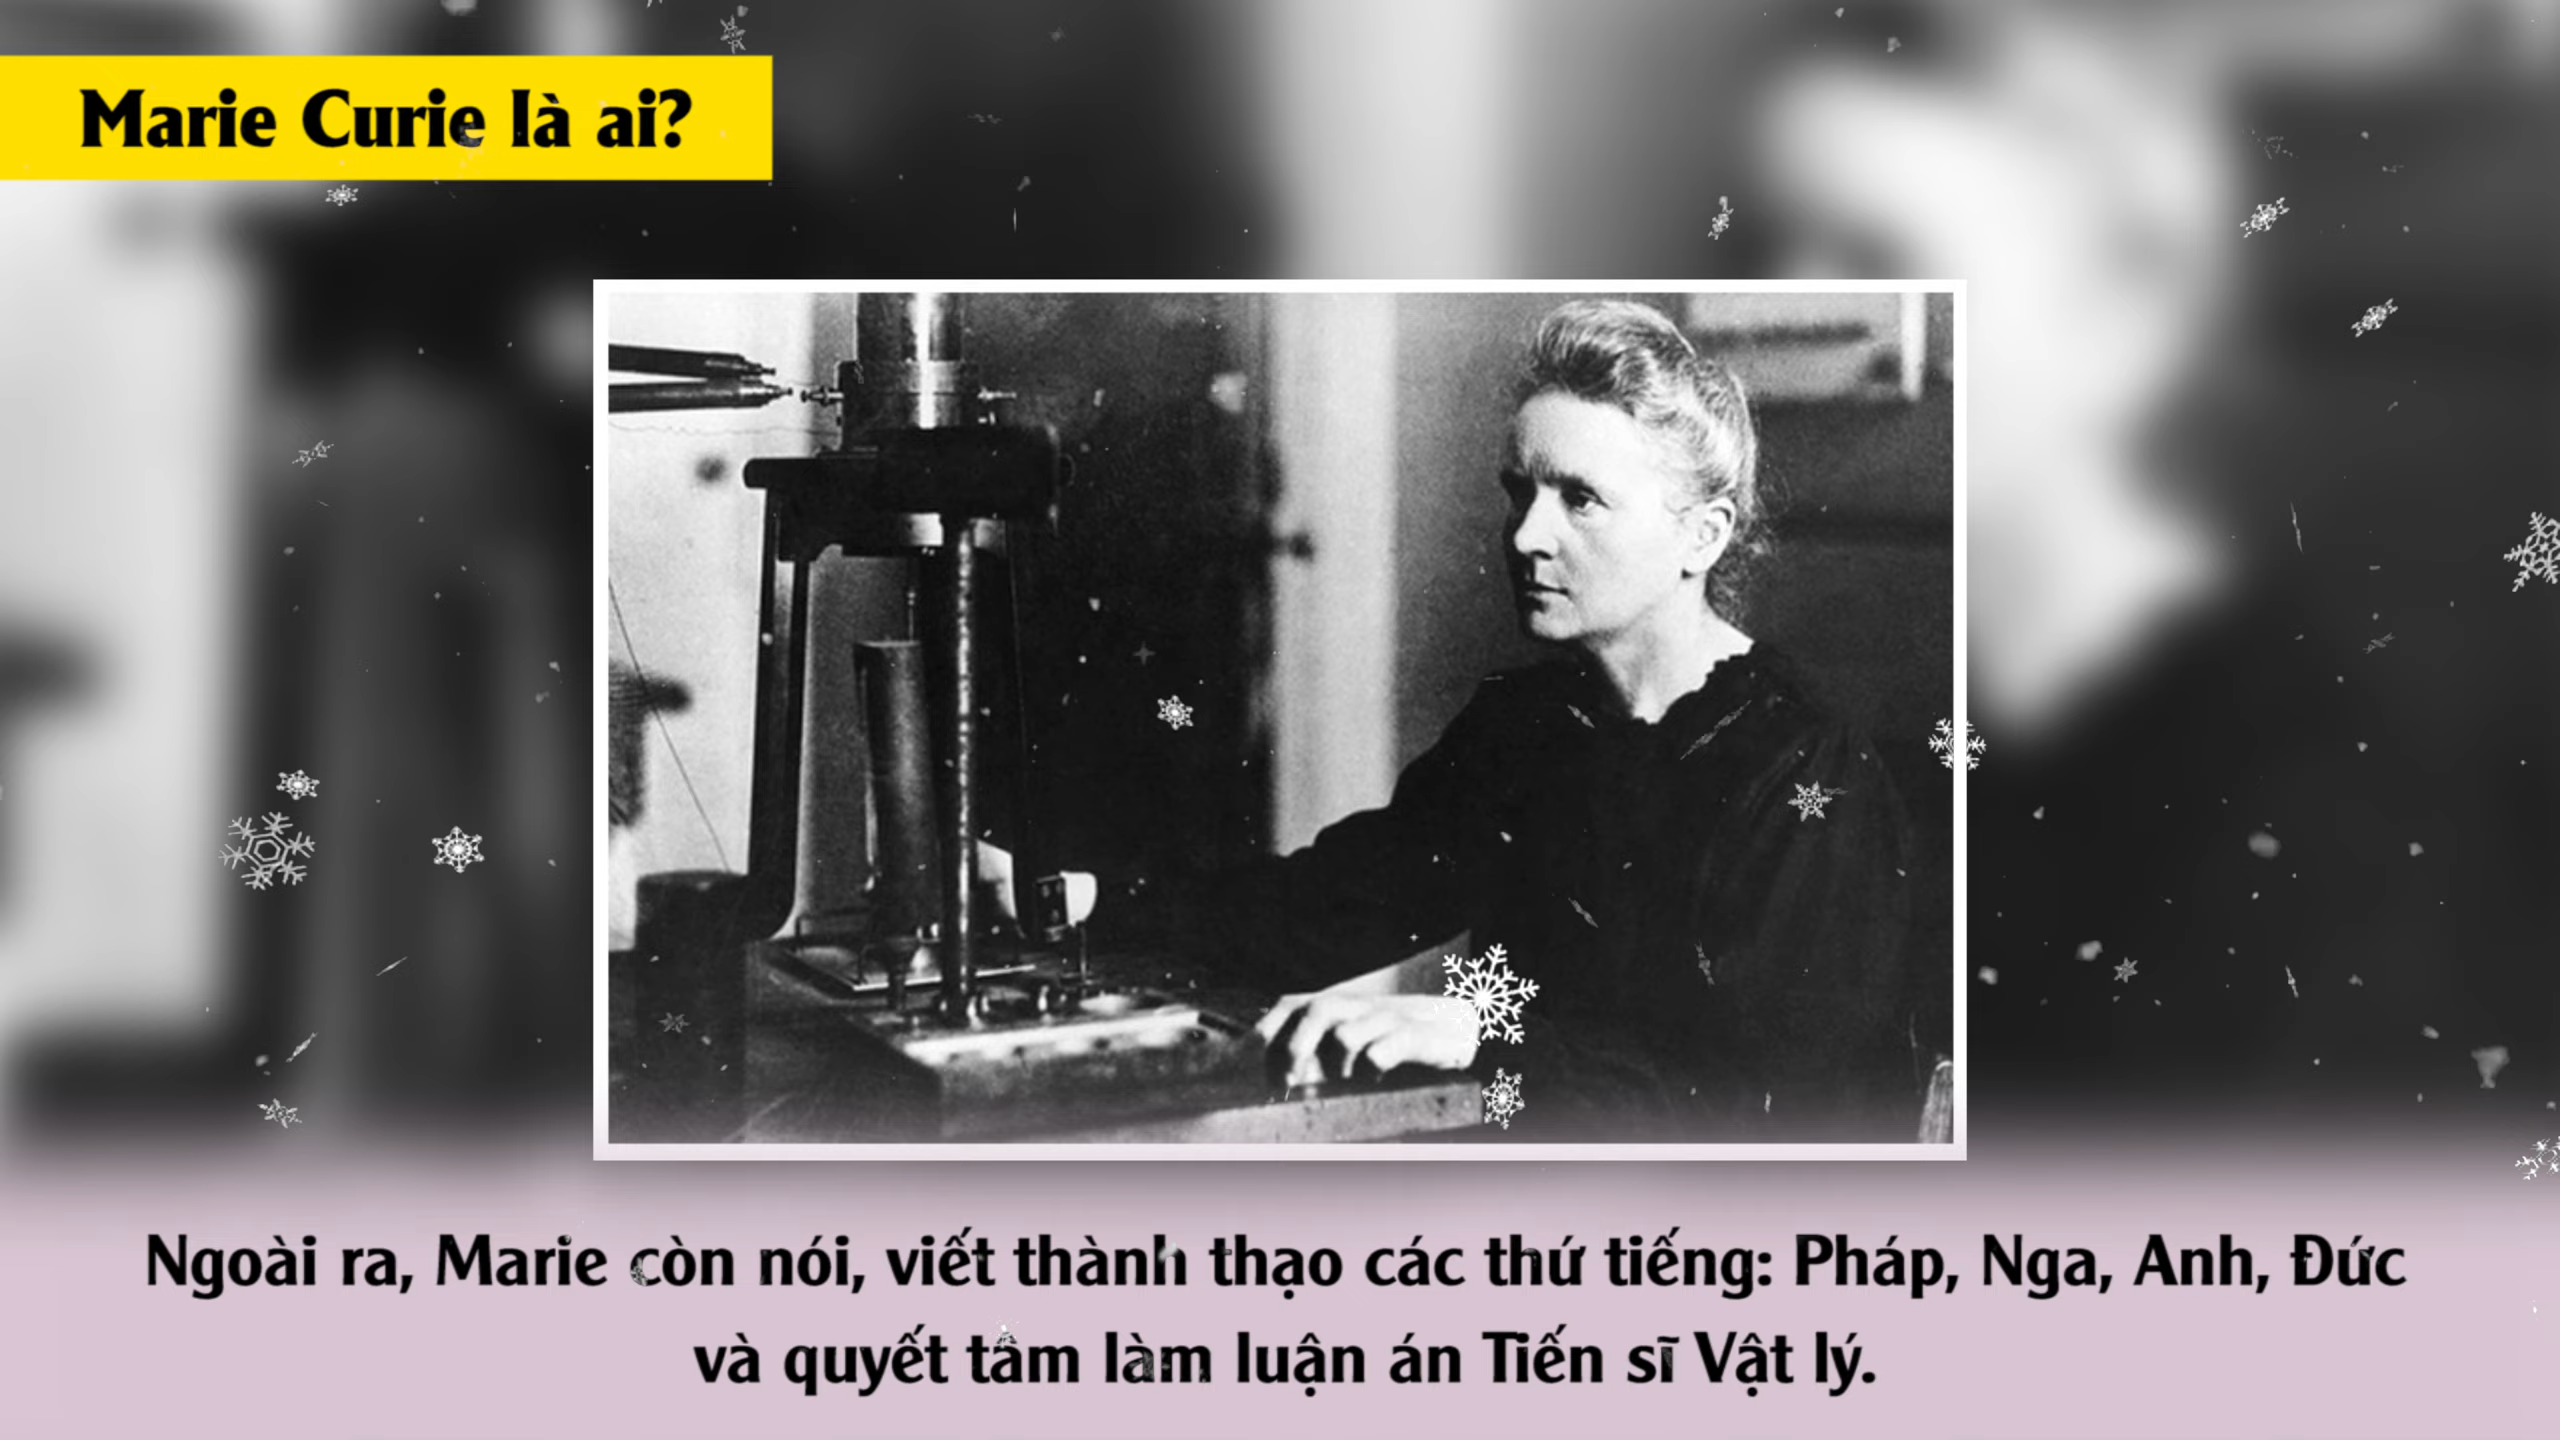 Marie Curie là ai?
Ngoài ra, Marie còn nói, viết thành thạo các thứ tiếng: Pháp, Nga, Anh, Đức
và quyết tâm làm luận án Tiến sĩ Vật lý.